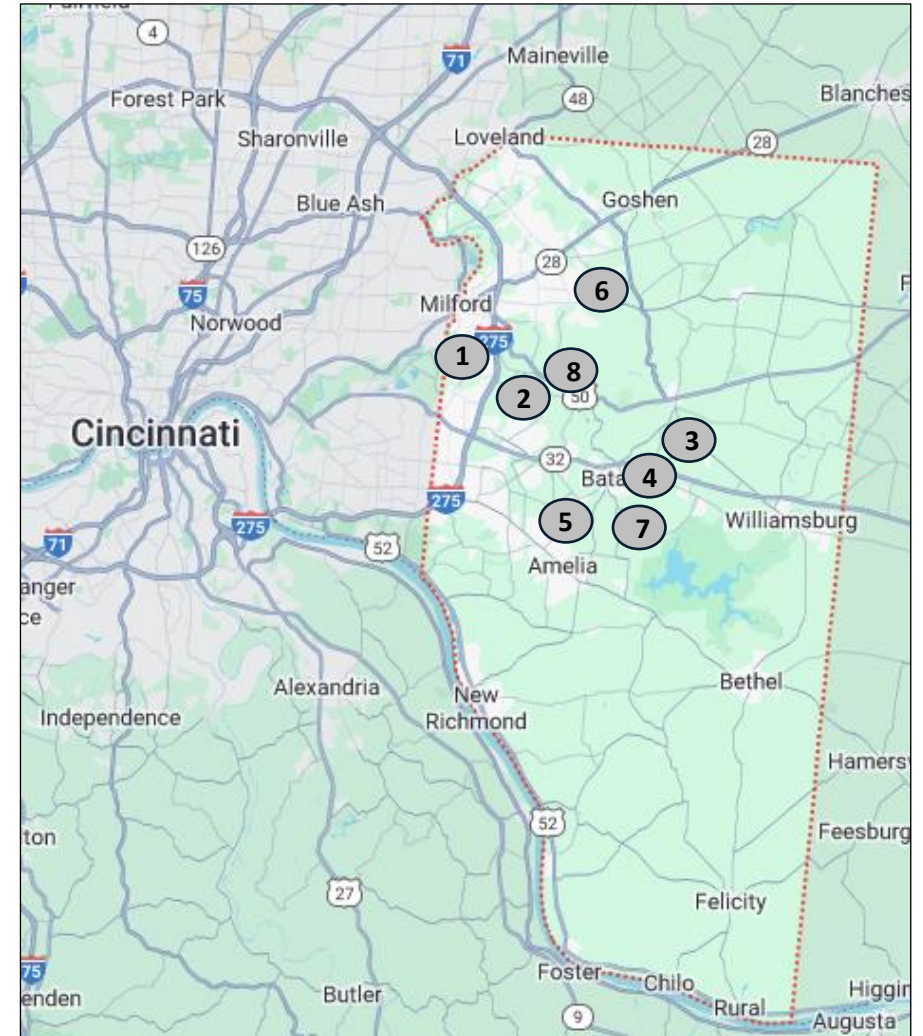 Fairfield
4
71
Maineville
Forest Park
48
Blanches
Sharonville
Loveland
28
Blue Ash
Goshen
126
28
75
6
F
Milford
Norwood
275
1
8
2
50
Cincinnati
3
32
Bata
4
275
5
7
Williamsburg
71
275
52
Amelia
anger
ce
Bethel
Alexandria
New
Richmond
Independence
Hamersv
52
ton
Feesburg
27
Felicity
75
Foster
Chilo
enden
Butler
Rural
Higgin
9
Augusta